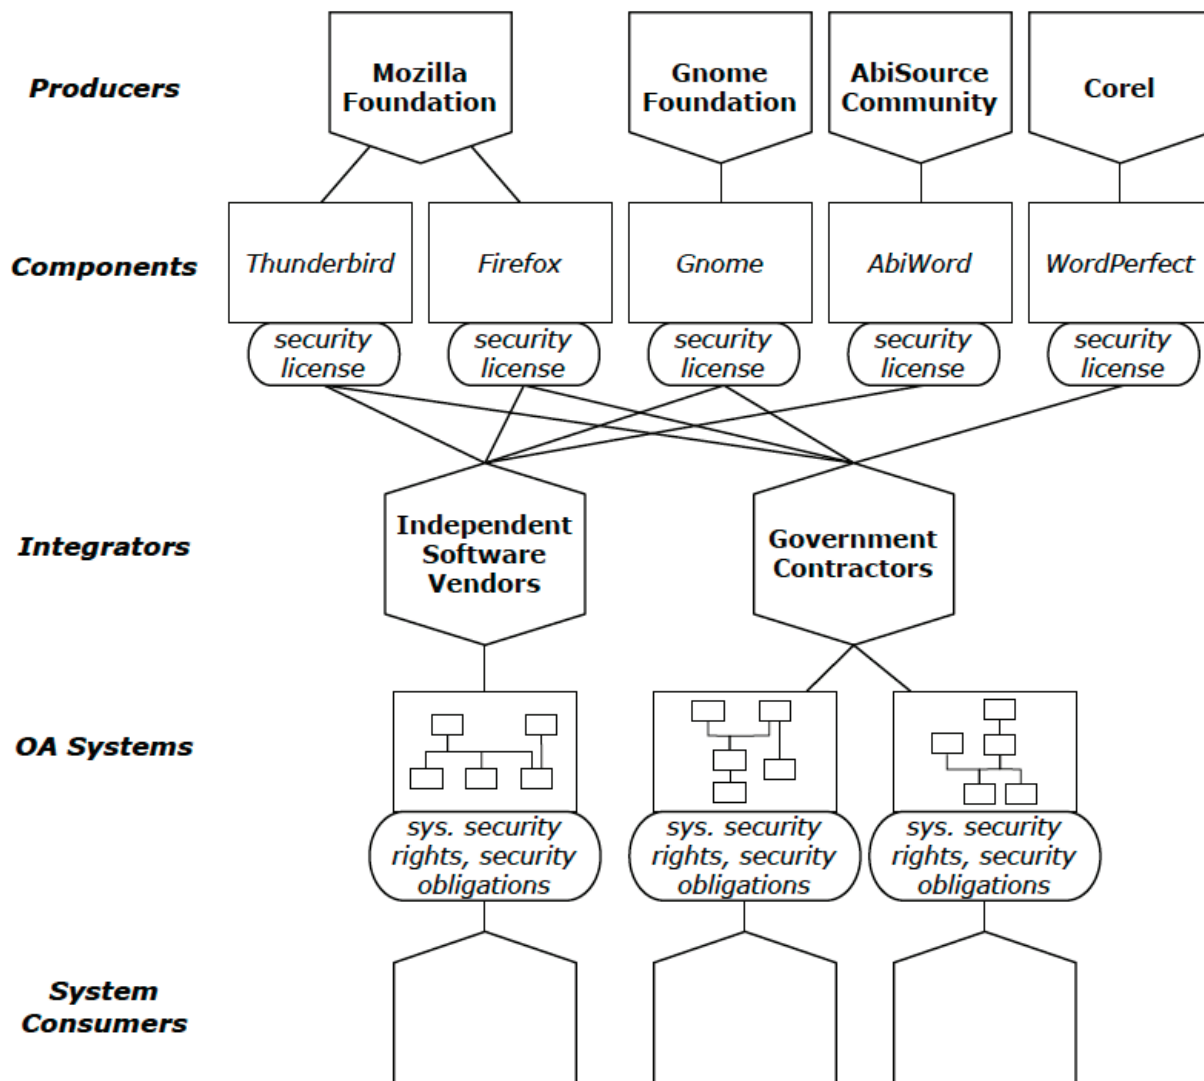 Producers
Mozilla
Foundation
Gnome
Foundation
AbiSource
Community
Corel
Components
Thunderbird
Firefox
Gnome
AbiWord
WordPerfect
security
license
security
license
security
license
security
license
security
license
Integrators
Independent
Software
Vendors
Government
Contractors
OA Systems
sys. security
rights, security
obligations
sys. security
rights, security
obligations
sys. security
rights, security
obligations
System
Consumers